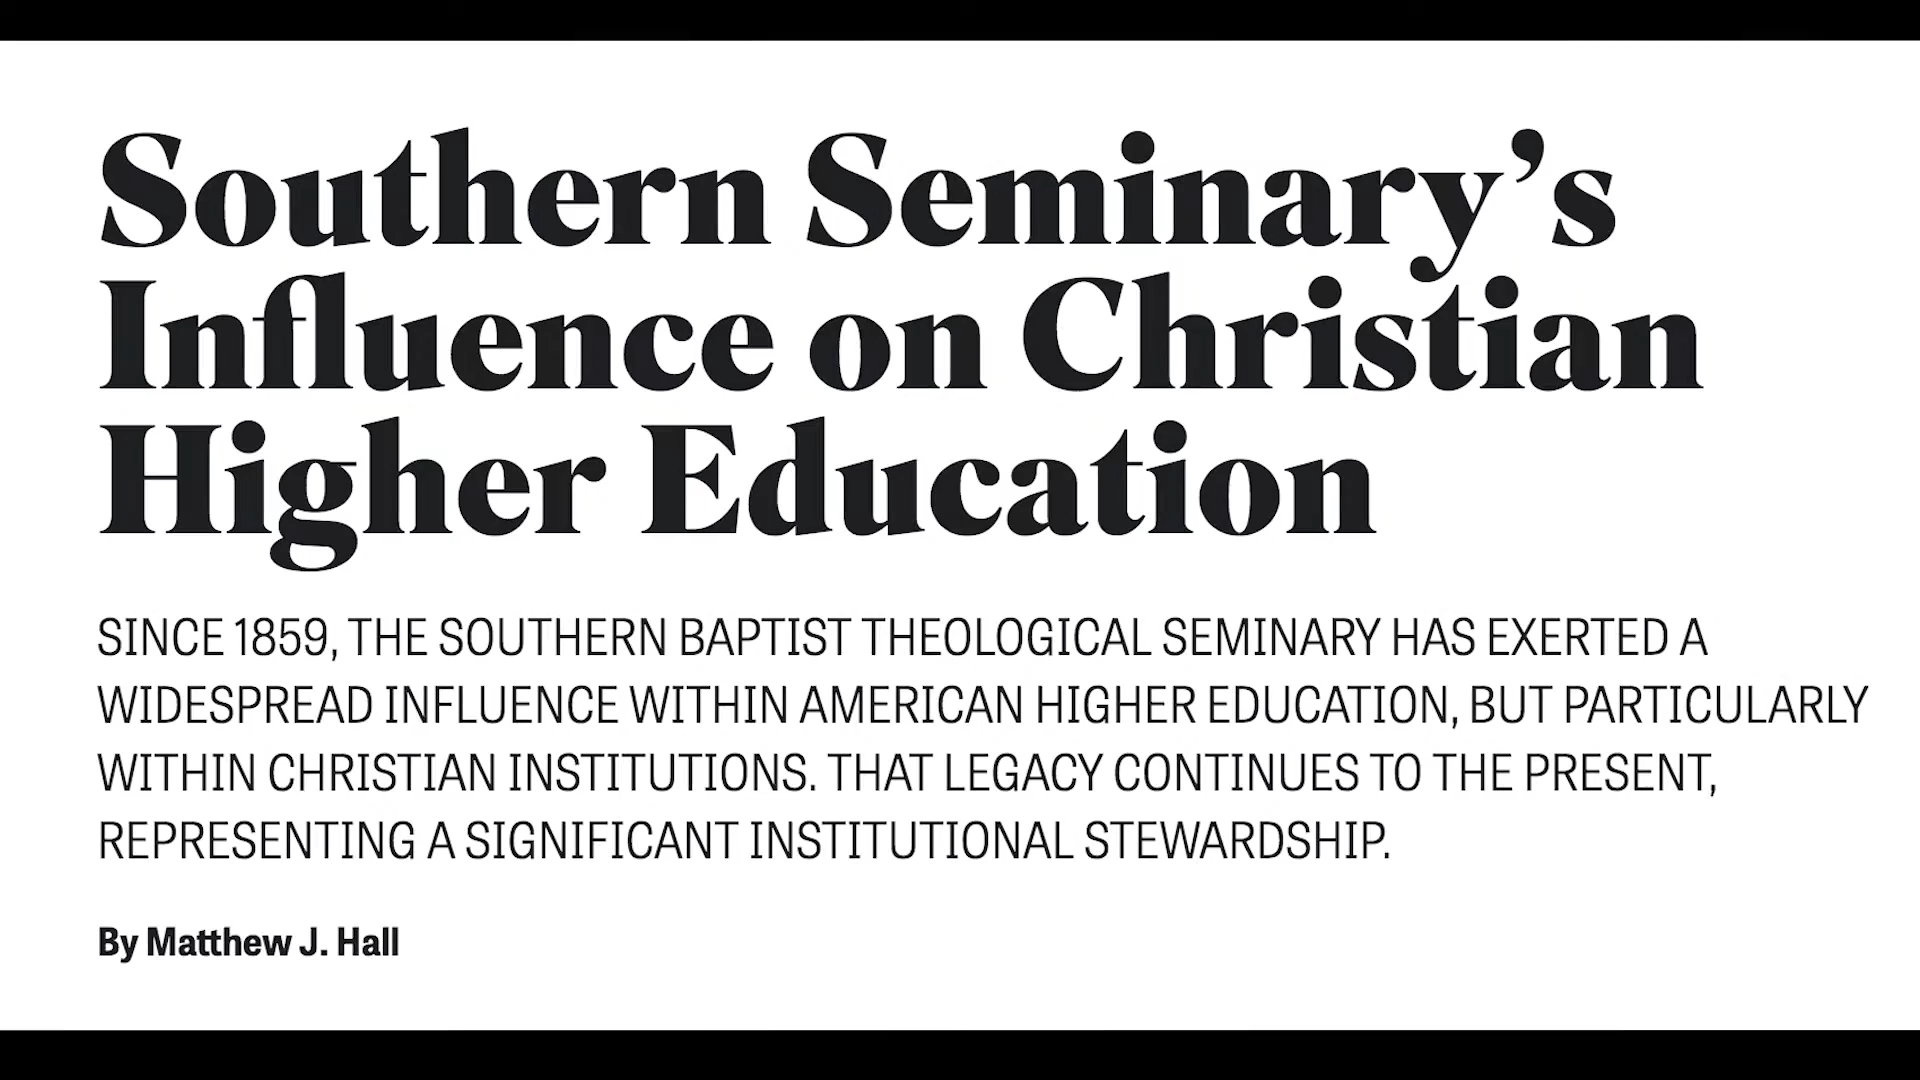 Southern Seminary’s
Influence on Christian
Higher Education
SINCE 1859, THE SOUTHERN BAPTIST THEOLOGICAL SEMINARY HAS EXERTED A
WIDESPREAD INFLUENCE WITHIN AMERICAN HIGHER EDUCATION, BUT PARTICULARLY
WITHIN CHRISTIAN INSTITUTIONS. THAT LEGACY CONTINUES TO THE PRESENT,
REPRESENTING A SIGNIFICANT INSTITUTIONAL STEWARDSHIP.
By Matthew J. Hall